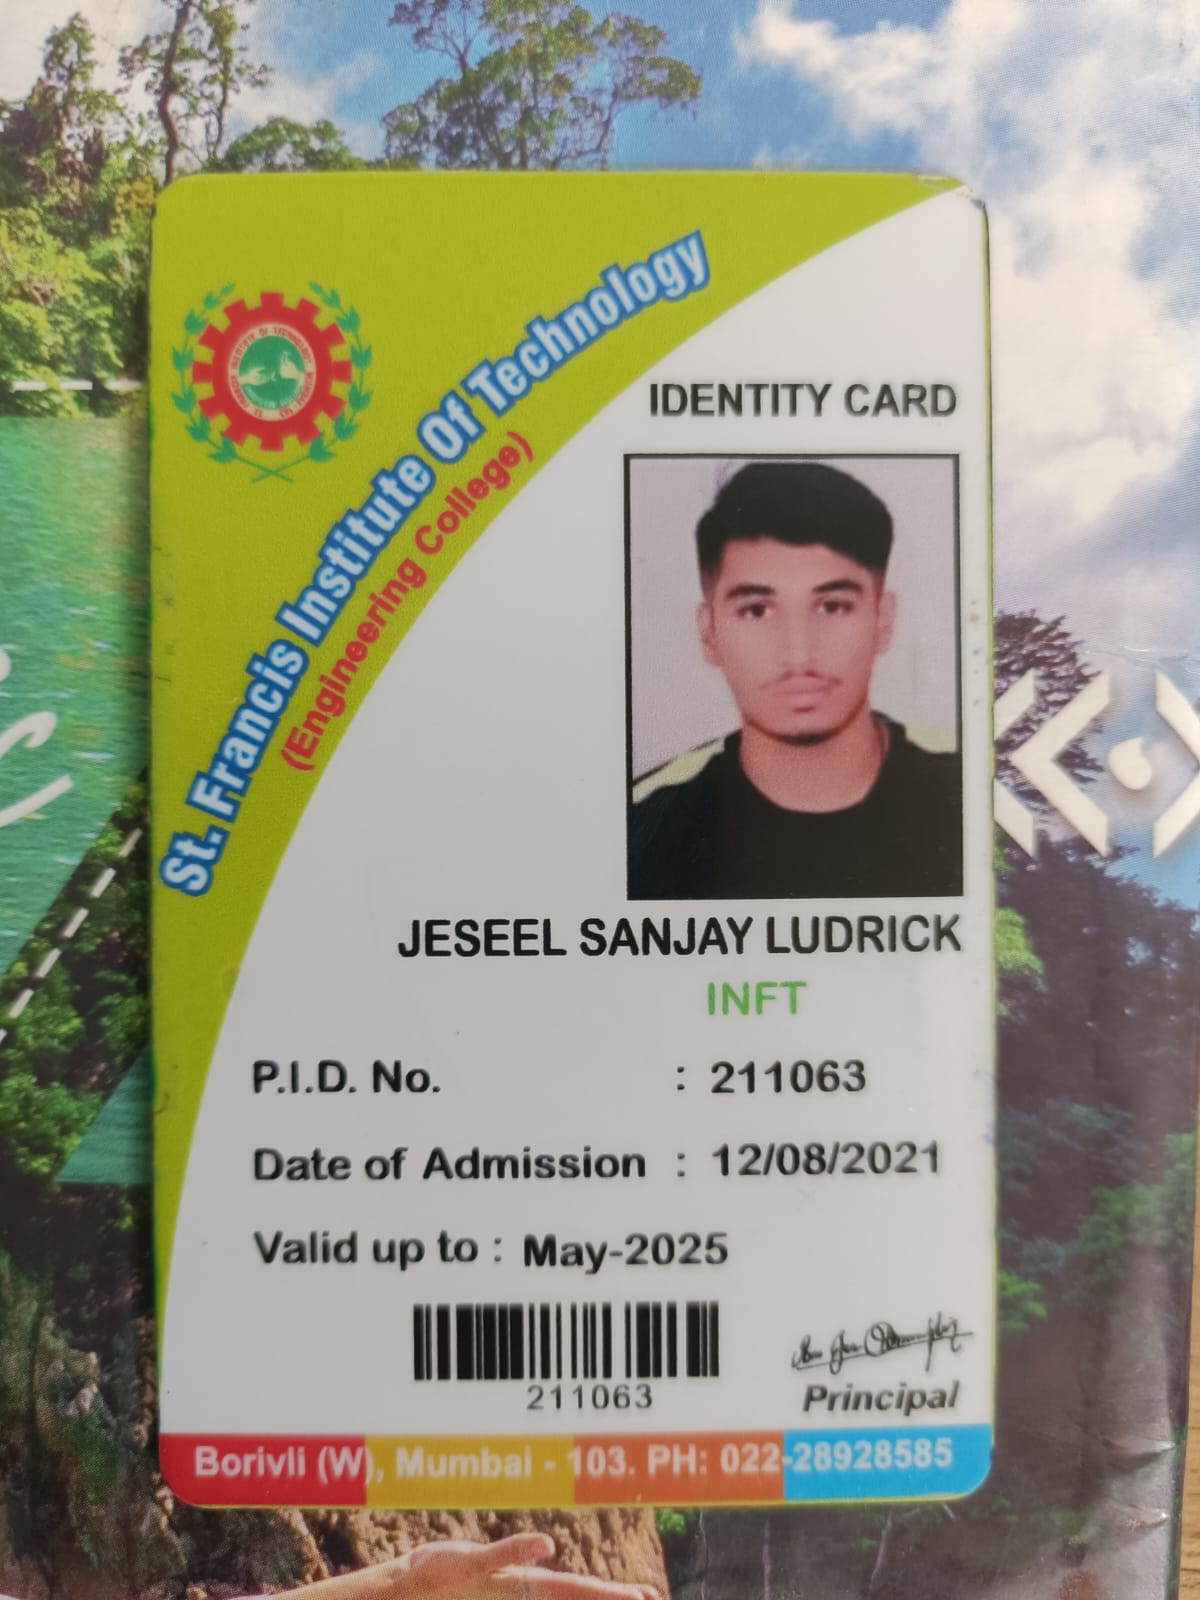 St. Francis Institute Of Technology
(Engineering College)
IDENTITY CARD
JESEEL SANJAY LUDRICK
INFT
P.I.D. No. : 211063
Date of Admission : 12/08/2021
Valid up to : May-2025
211063
Principal
Borivli (W), Mumbai - 103. PH: 022-28928585